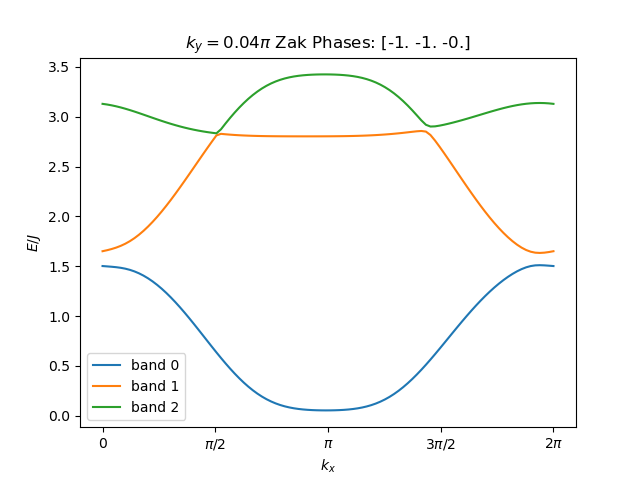 k_y = 0.04π Zak Phases: [-1. -1. -0.]
3.5
3.0
2.5
2.0
1.5
1.0
0.5
0.0
E/J
band 0
band 1
band 2
0
π/2
π
3π/2
2π
k_x